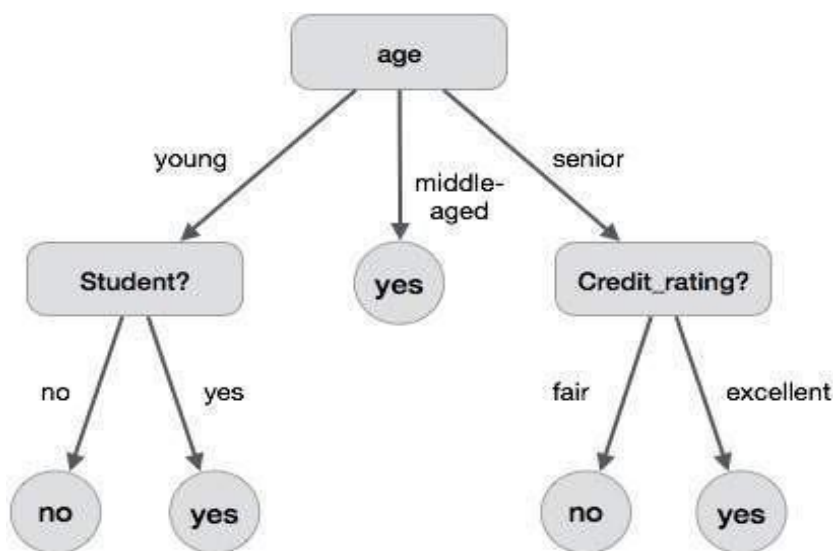 age
young
middle-
aged
senior
Student?
yes
Credit_rating?
no
yes
fair
excellent
no
yes
no
yes